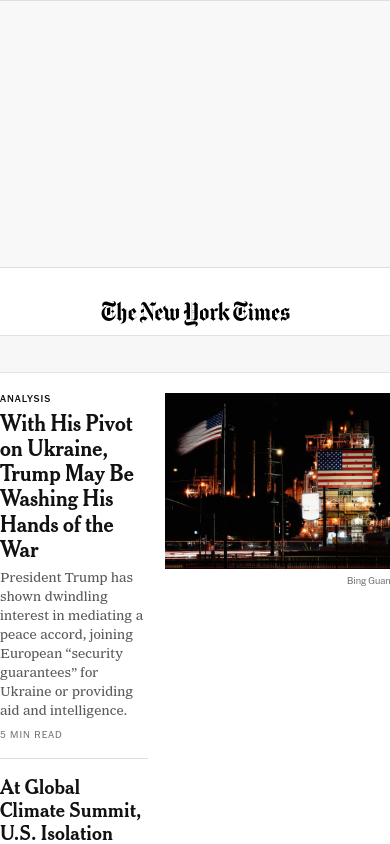 The New York Times
ANALYSIS
With His Pivot
on Ukraine,
Trump May Be
Washing His
Hands of the
War
President Trump has
shown dwindling
interest in mediating a
peace accord, joining
European “security
guarantees” for
Ukraine or providing
aid and intelligence.
5 MIN READ
At Global
Climate Summit,
U.S. Isolation
Bing Guan